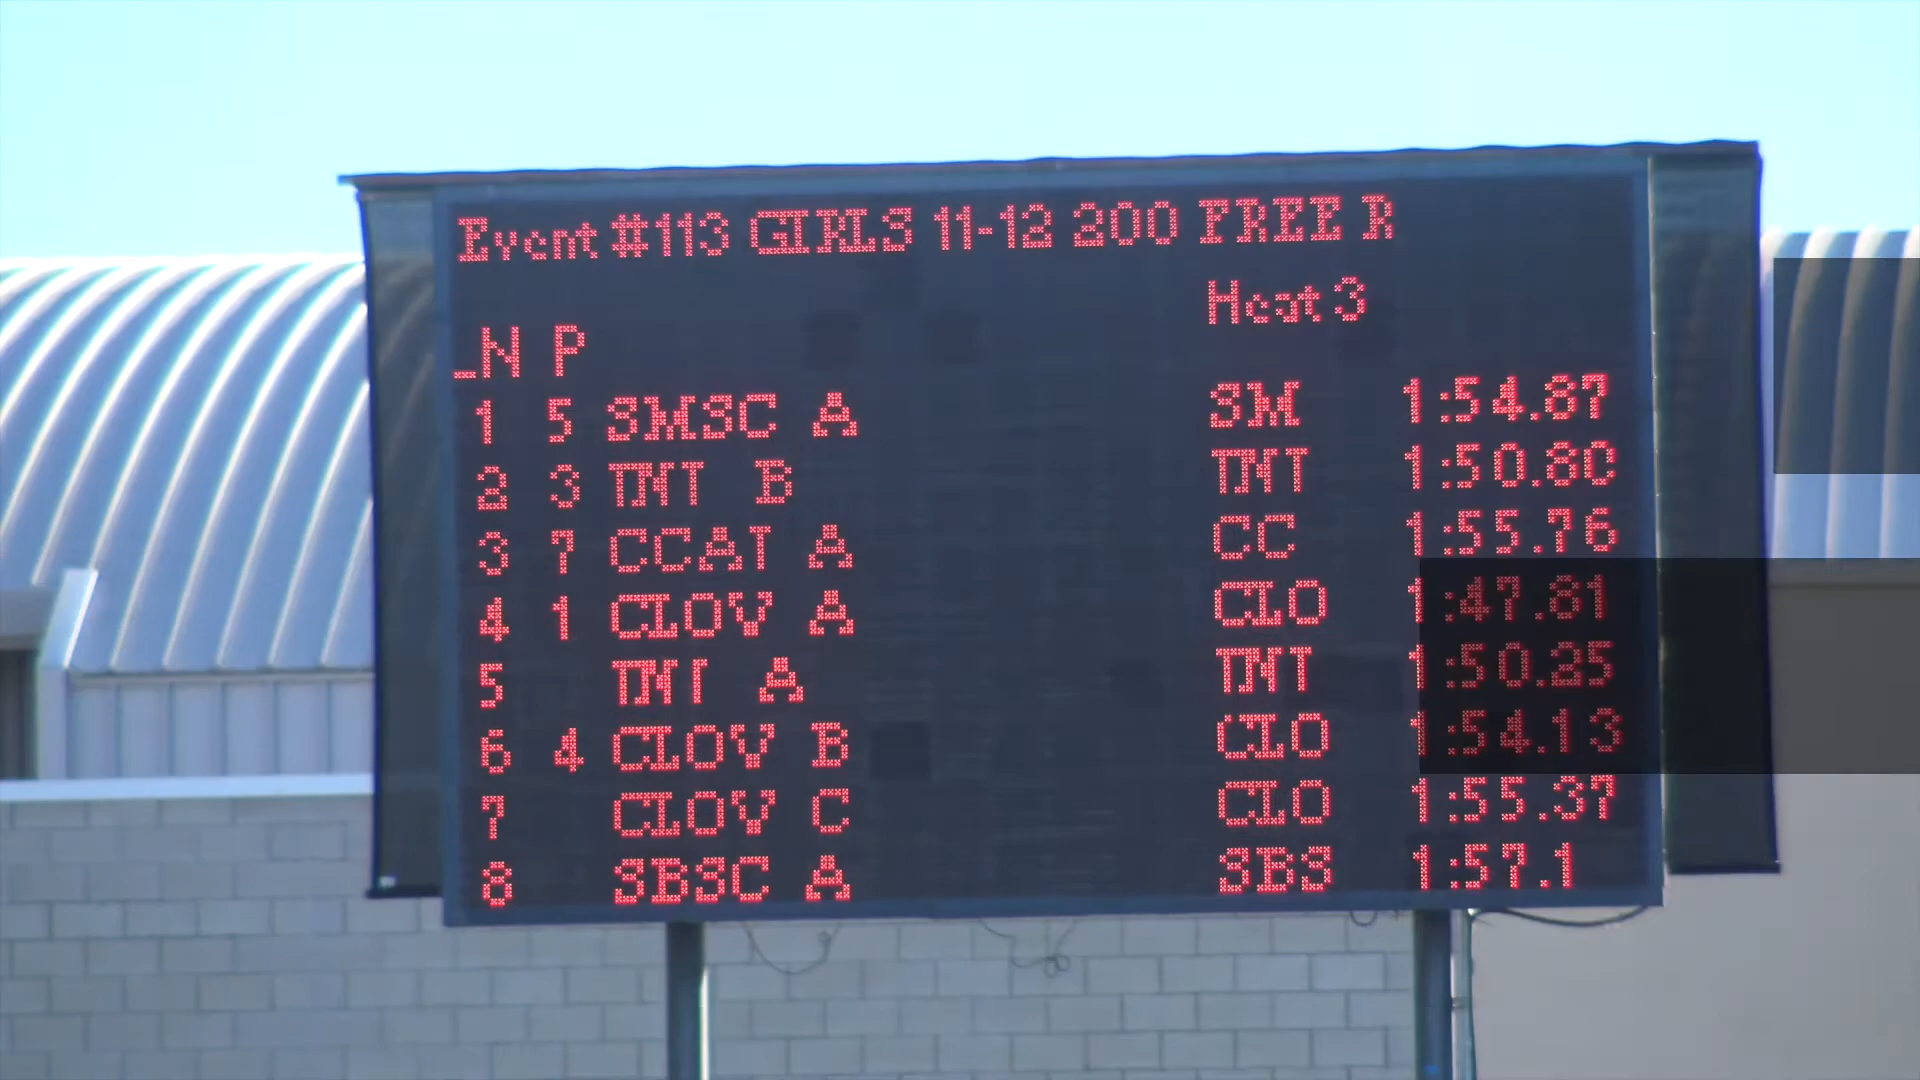 Event #113 GIRLS 11-12 200 FREE R
Heat 3
LN P
1 5 SMSC A SM 1:54.87
2 3 TNT B TNT 1:50.80
3 7 CCAT A CC 1:55.76
4 1 CLOV A CLO 1:47.81
5 TNT A TNT 1:50.25
6 4 CLOV B CLO 1:54.13
7 CLOV C CLO 1:55.37
8 SBSC A SBS 1:57.1